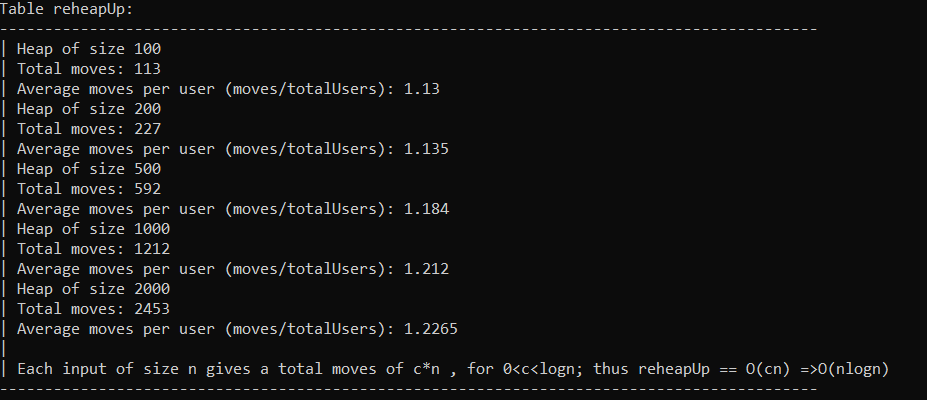 Table reheapUp:
------------------------------------------------------------------------------------------
| Heap of size 100
| Total moves: 113
| Average moves per user (moves/totalUsers): 1.13
| Heap of size 200
| Total moves: 227
| Average moves per user (moves/totalUsers): 1.135
| Heap of size 500
| Total moves: 592
| Average moves per user (moves/totalUsers): 1.184
| Heap of size 1000
| Total moves: 1212
| Average moves per user (moves/totalUsers): 1.212
| Heap of size 2000
| Total moves: 2453
| Average moves per user (moves/totalUsers): 1.2265
|
| Each input of size n gives a total moves of c*n , for 0<c<logn; thus reheapUp == O(cn) =>O(nlogn)
------------------------------------------------------------------------------------------